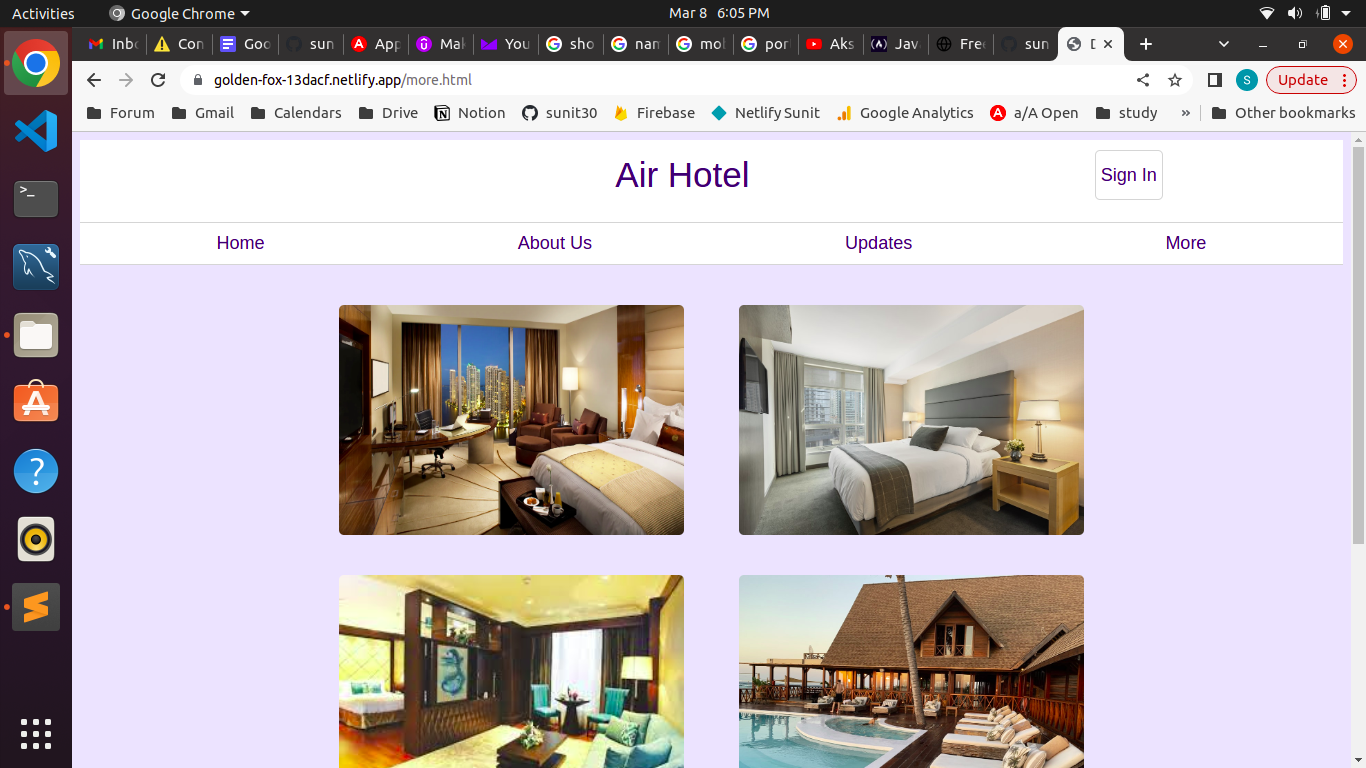 Activities Google Chrome Mar 8 6:05 PM
Inb Con Goo sun App Mak You sho nan mol por Aks Jav Fre sun
golden-fox-13dacf.netlify.app/more.html S Update
Forum Gmail Calendars Drive Notion sunit30 Firebase Netlify Sunit Google Analytics a/A Open study » Other bookmarks
Air Hotel
Sign In
Home About Us Updates More